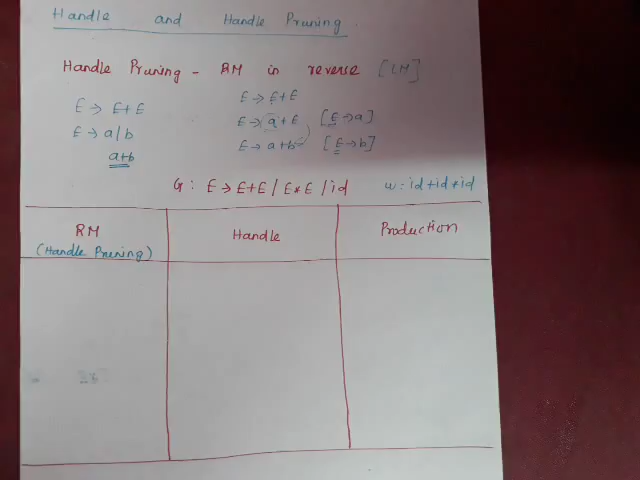 Handle and Handle Pruning
Handle Pruning - RM in reverse [LM]
E → E+E
E → a/b
a+b
E → E+E
E → a + E [E → a]
E → a+b [E → b]
G: E → E+E / E*E / id w: id+id*id
RM
(Handle Pruning)
Handle
Production